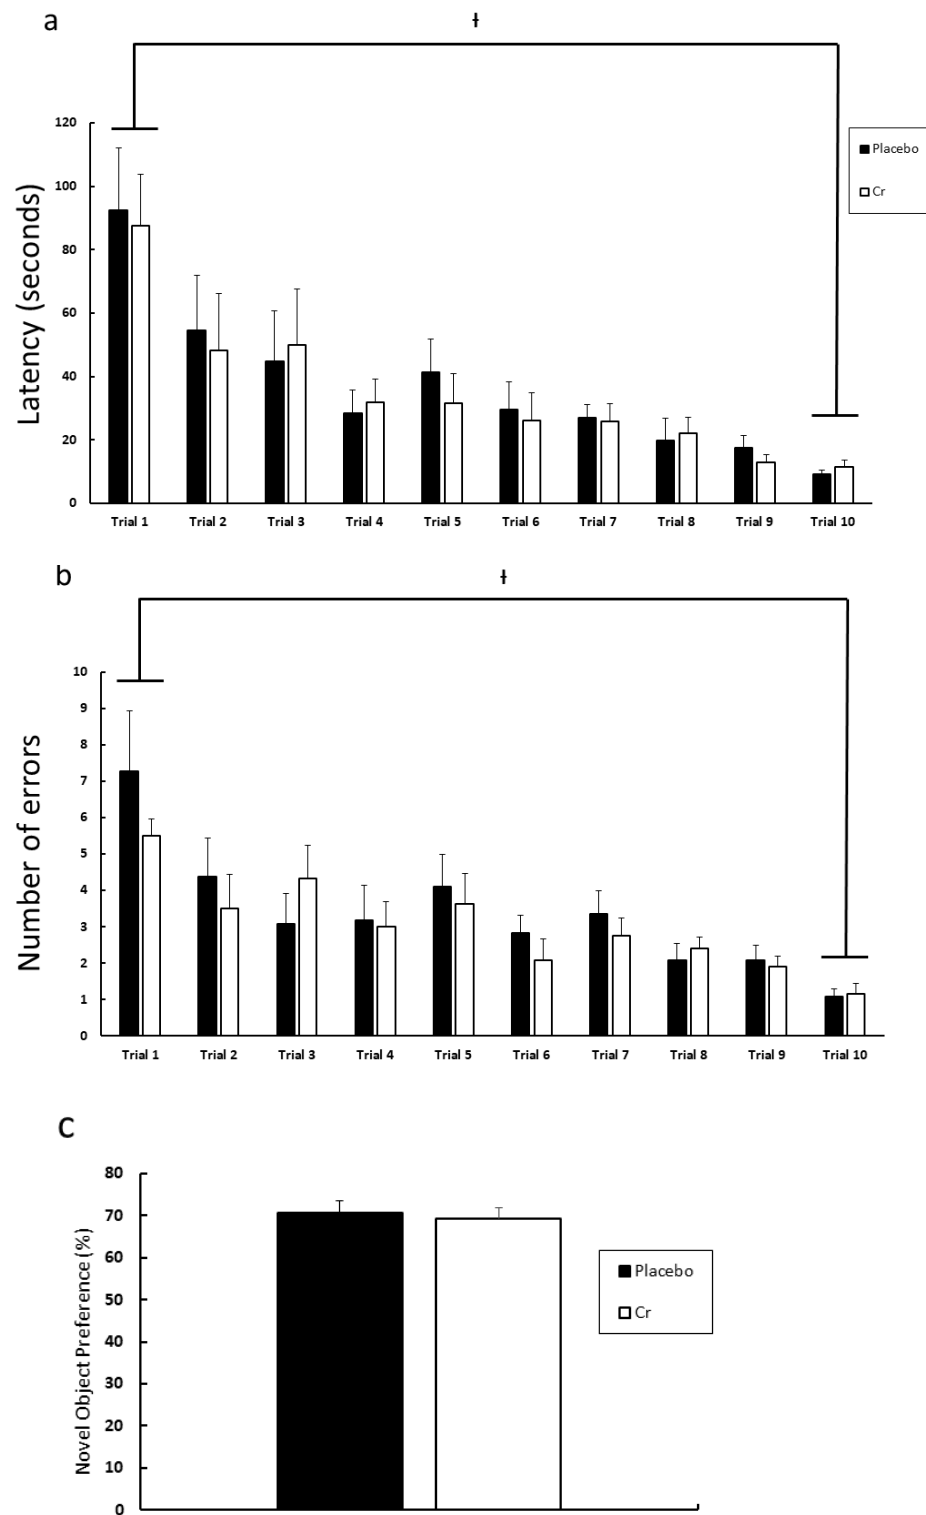 a
ƚ
Latency (seconds)
120
100
80
60
40
20
0
Trial 1 Trial 2 Trial 3 Trial 4 Trial 5 Trial 6 Trial 7 Trial 8 Trial 9 Trial 10
Placebo
Cr
b
ƚ
Number of errors
10
9
8
7
6
5
4
3
2
1
0
Trial 1 Trial 2 Trial 3 Trial 4 Trial 5 Trial 6 Trial 7 Trial 8 Trial 9 Trial 10
c
Novel Object Preference (%)
80
70
60
50
40
30
20
10
0
Placebo
Cr